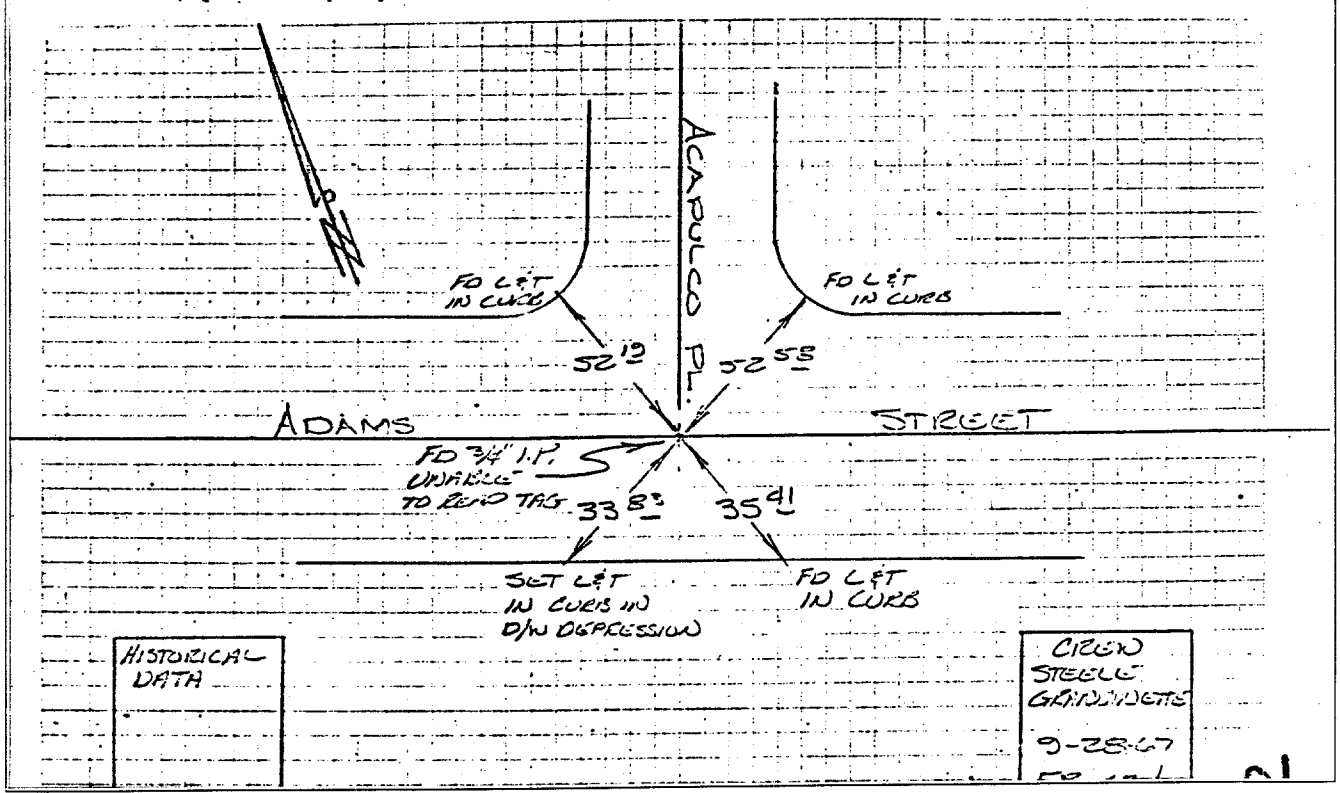 ACAPULCO PL.
FD L&T
IN CURB
FD L&T
IN CURB
52 19
52
ADAMS STREET
FD 3/4" I.P.
UNABLE
TO READ TAG
33
35 41
SET L&T
IN CURB IN
D/W DEPRESSION
FD L&T
IN CURB
HISTORICAL
DATA
CREW
STEELE
9-28-67